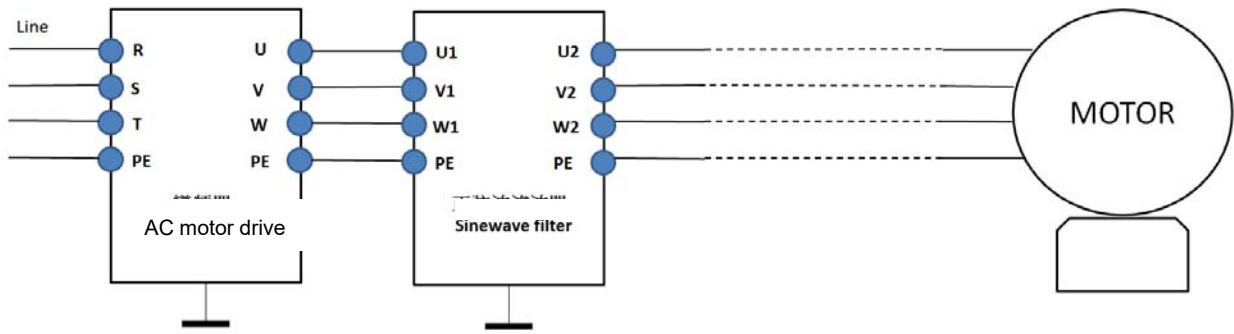 Line
R U U1 U2
S V V1 V2
T W W1 W2
PE PE PE PE
MOTOR
AC motor drive
Sinewave filter